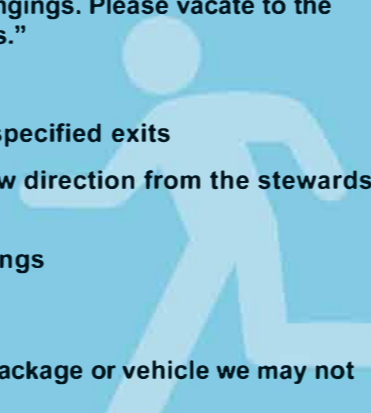 ngings. Please vacate to the
s.”
specified exits
w direction from the stewards
ngs
ackage or vehicle we may not